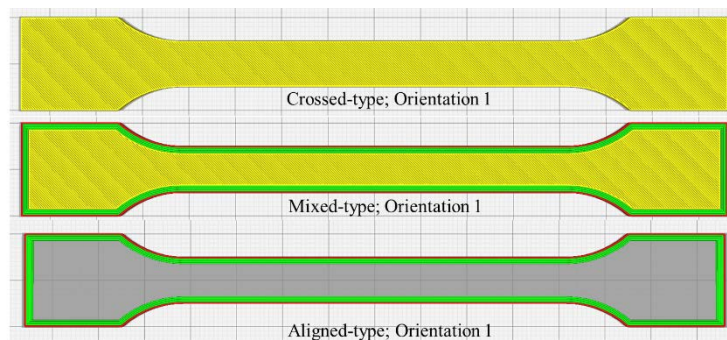 Crossed-type; Orientation 1
Mixed-type; Orientation 1
Aligned-type; Orientation 1